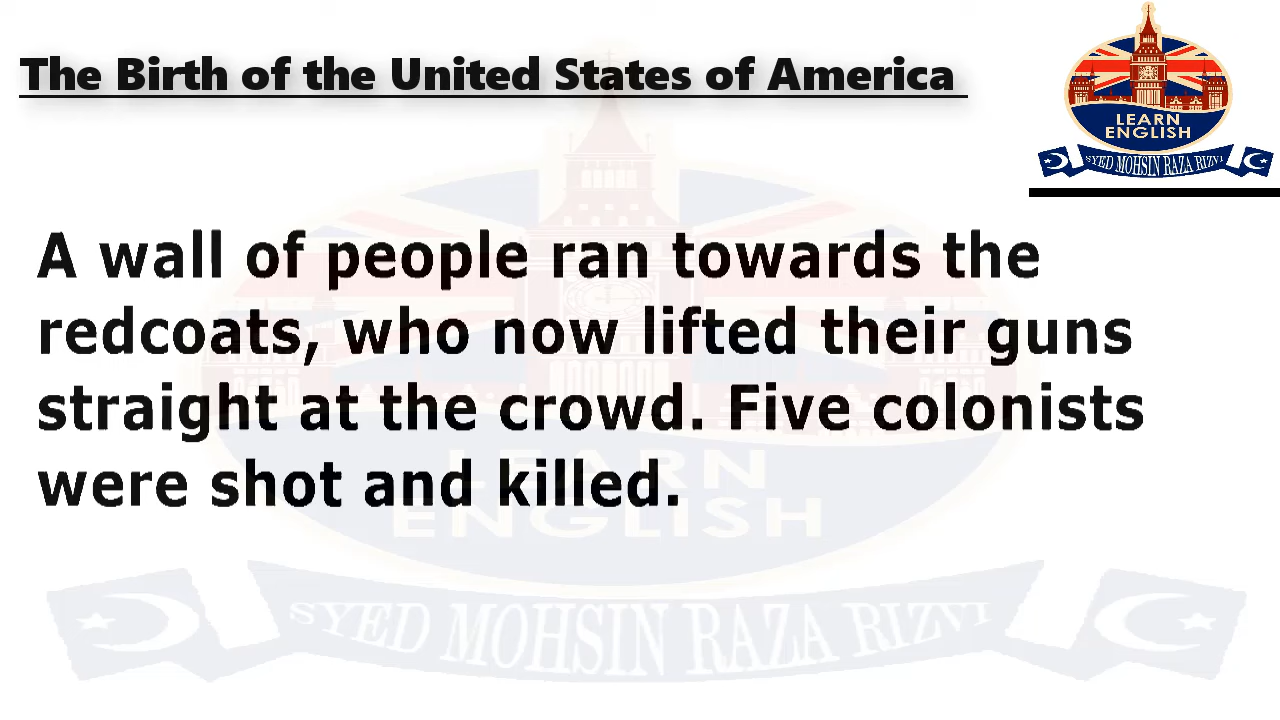 The Birth of the United States of America
LEARN
ENGLISH
SYED MOHSIN RAZA RIZVI
A wall of people ran towards the
redcoats, who now lifted their guns
straight at the crowd. Five colonists
were shot and killed.
LEARN
ENGLISH
SYED MOHSIN RAZA RIZVI